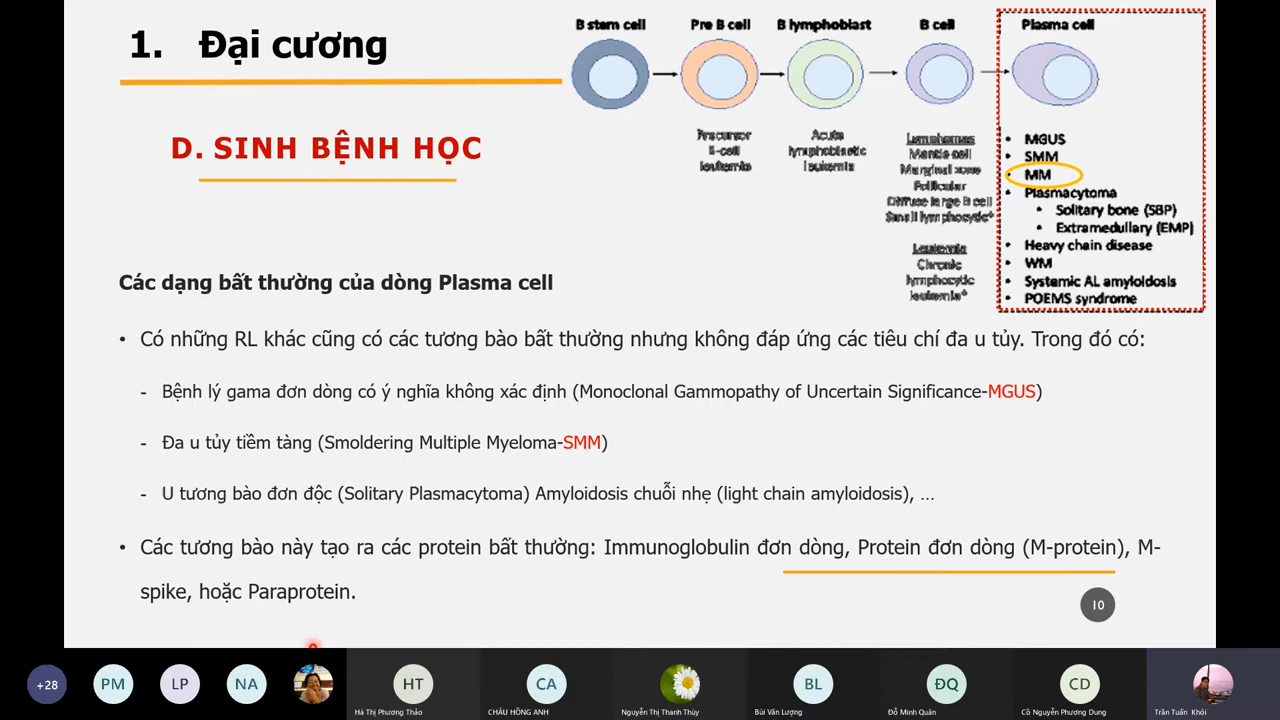 1. Đại cương
D. SINH BỆNH HỌC
B stem cell
Pre B cell
B lymphoblast
B cell
Plasma cell
Precursor
B-cell
leukemia
Acute
lymphoblastic
leukemia
Lymphomas
Mantle cell
Marginal zone
Follicular
Diffuse large B cell
Small lymphocytic*
Leukemia
Chronic
lymphocytic
leukemia*
• MGUS
• SMM
• MM
• Plasmacytoma
• Solitary bone (SBP)
• Extramedullary (EMP)
• Heavy chain disease
• WM
• Systemic AL amyloidosis
• POEMS syndrome
Các dạng bất thường của dòng Plasma cell
• Có những RL khác cũng có các tương bào bất thường nhưng không đáp ứng các tiêu chí đa u tủy. Trong đó có:
- Bệnh lý gama đơn dòng có ý nghĩa không xác định (Monoclonal Gammopathy of Uncertain Significance-MGUS)
- Đa u tủy tiềm tàng (Smoldering Multiple Myeloma-SMM)
- U tương bào đơn độc (Solitary Plasmacytoma) Amyloidosis chuỗi nhẹ (light chain amyloidosis), …
• Các tương bào này tạo ra các protein bất thường: Immunoglobulin đơn dòng, Protein đơn dòng (M-protein), M-
spike, hoặc Paraprotein.
10
+28
PM
LP
NA
HT
CA
BL
ĐQ
CD
Hà Thị Phương Thảo
CHÂU HỒNG ANH
Nguyễn Thị Thanh Thùy
Bùi Văn Lượng
Đỗ Minh Quân
Cồ Nguyễn Phương Dung
Trần Tuấn Khôi